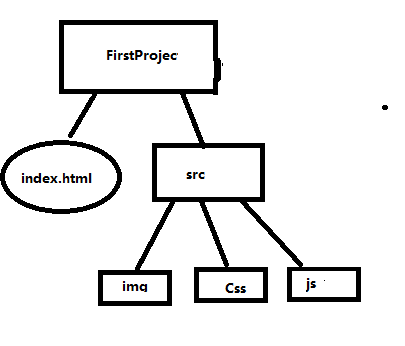 FirstProjec
index.html
src
img
Css
js